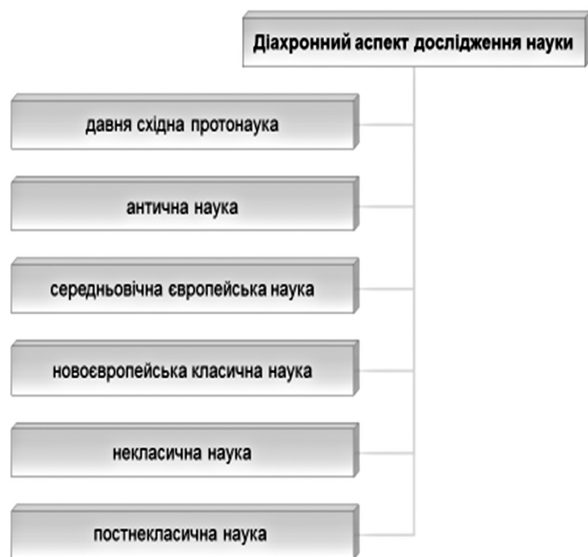 Діахронний аспект дослідження науки
давня східна протонаука
антична наука
середньовічна європейська наука
новоєвропейська класична наука
некласична наука
постнекласична наука